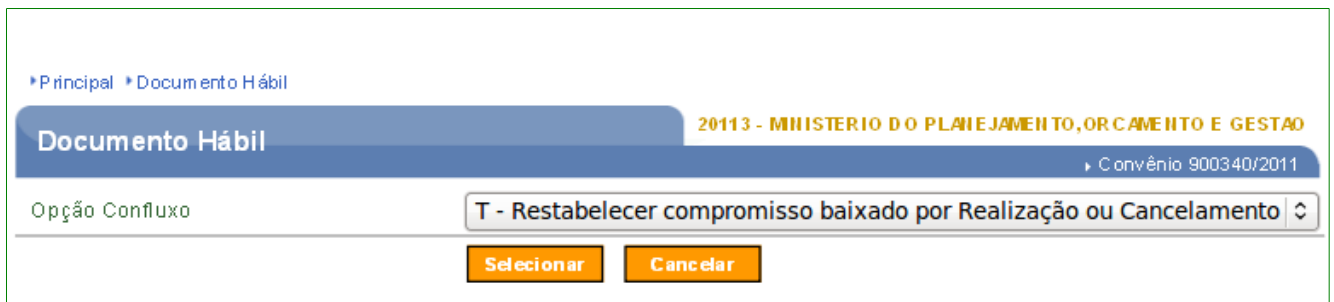 Principal Documento Hábil
20113 - MINISTERIO DO PLANEJAMENTO,ORCAMENTO E GESTAO
Documento Hábil
Convênio 900340/2011
Opção Confluxo T - Restabelecer compromisso baixado por Realização ou Cancelamento
Selecionar Cancelar